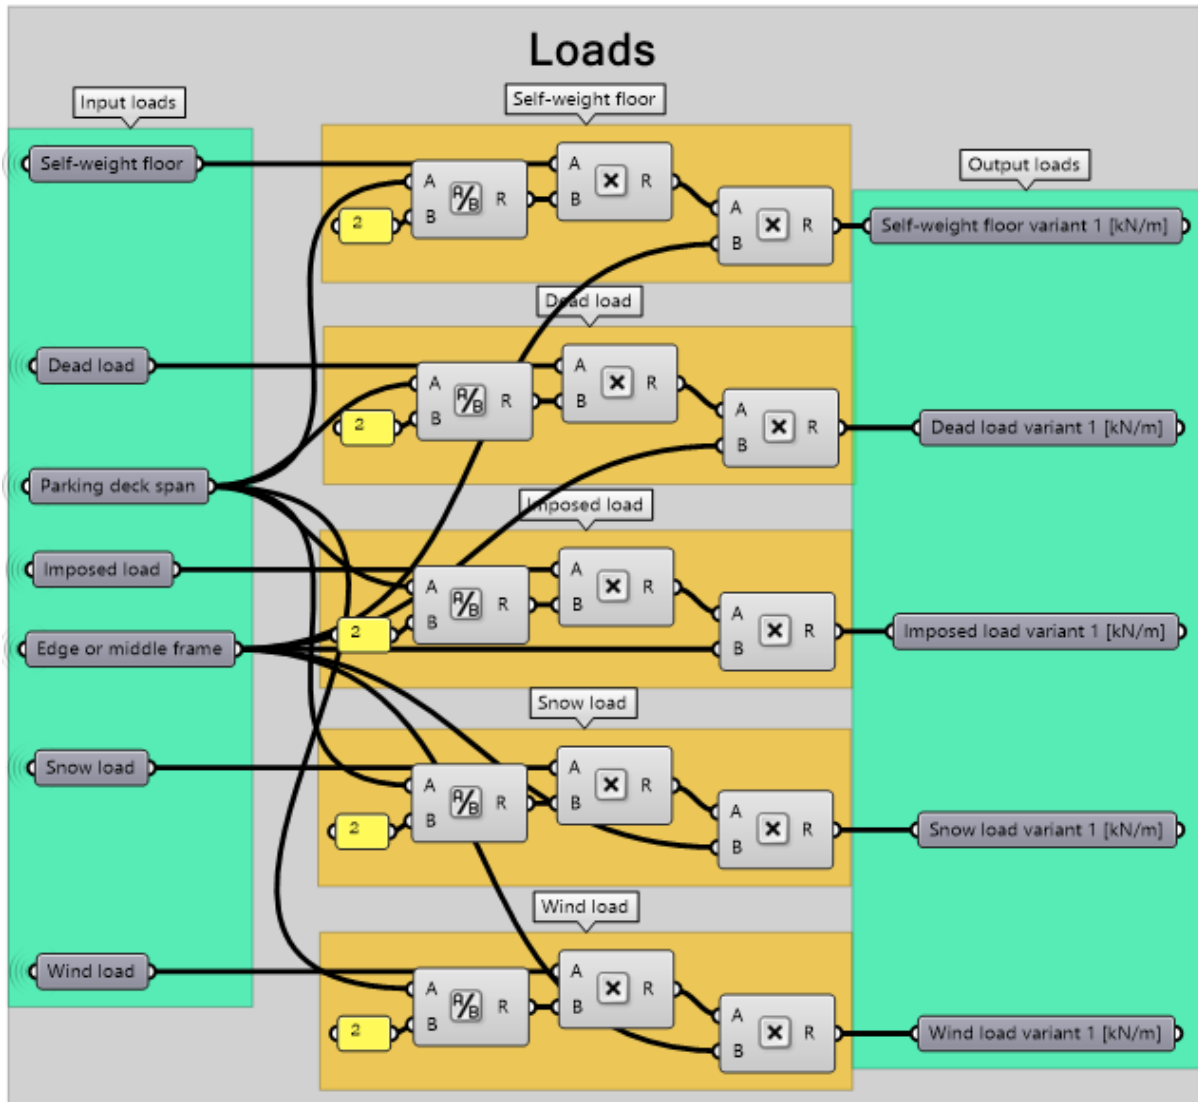 Loads
Input loads
Self-weight floor
Output loads
Self-weight floor
A
B
A/B
R
2
A
B
R
A
B
R
Self-weight floor variant 1 [kN/m]
Dead load
Dead load
A
B
A/B
R
2
A
B
R
A
B
R
Dead load variant 1 [kN/m]
Parking deck span
Imposed load
Imposed load
A
B
A/B
R
2
A
B
R
A
B
R
Imposed load variant 1 [kN/m]
Edge or middle frame
Snow load
Snow load
A
B
A/B
R
2
A
B
R
A
B
R
Snow load variant 1 [kN/m]
Wind load
Wind load
A
B
A/B
R
2
A
B
R
A
B
R
Wind load variant 1 [kN/m]